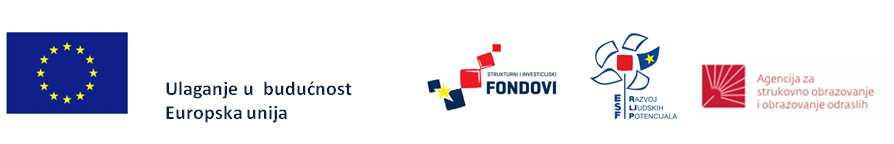 Ulaganje u budućnost
Europska unija
STRUKTURNI I INVESTICIJSKI
FONDOVI
ESF
RAZVOJ
LJUDSKIH
POTENCIJALA
Agencija za
strukovno obrazovanje
i obrazovanje odraslih